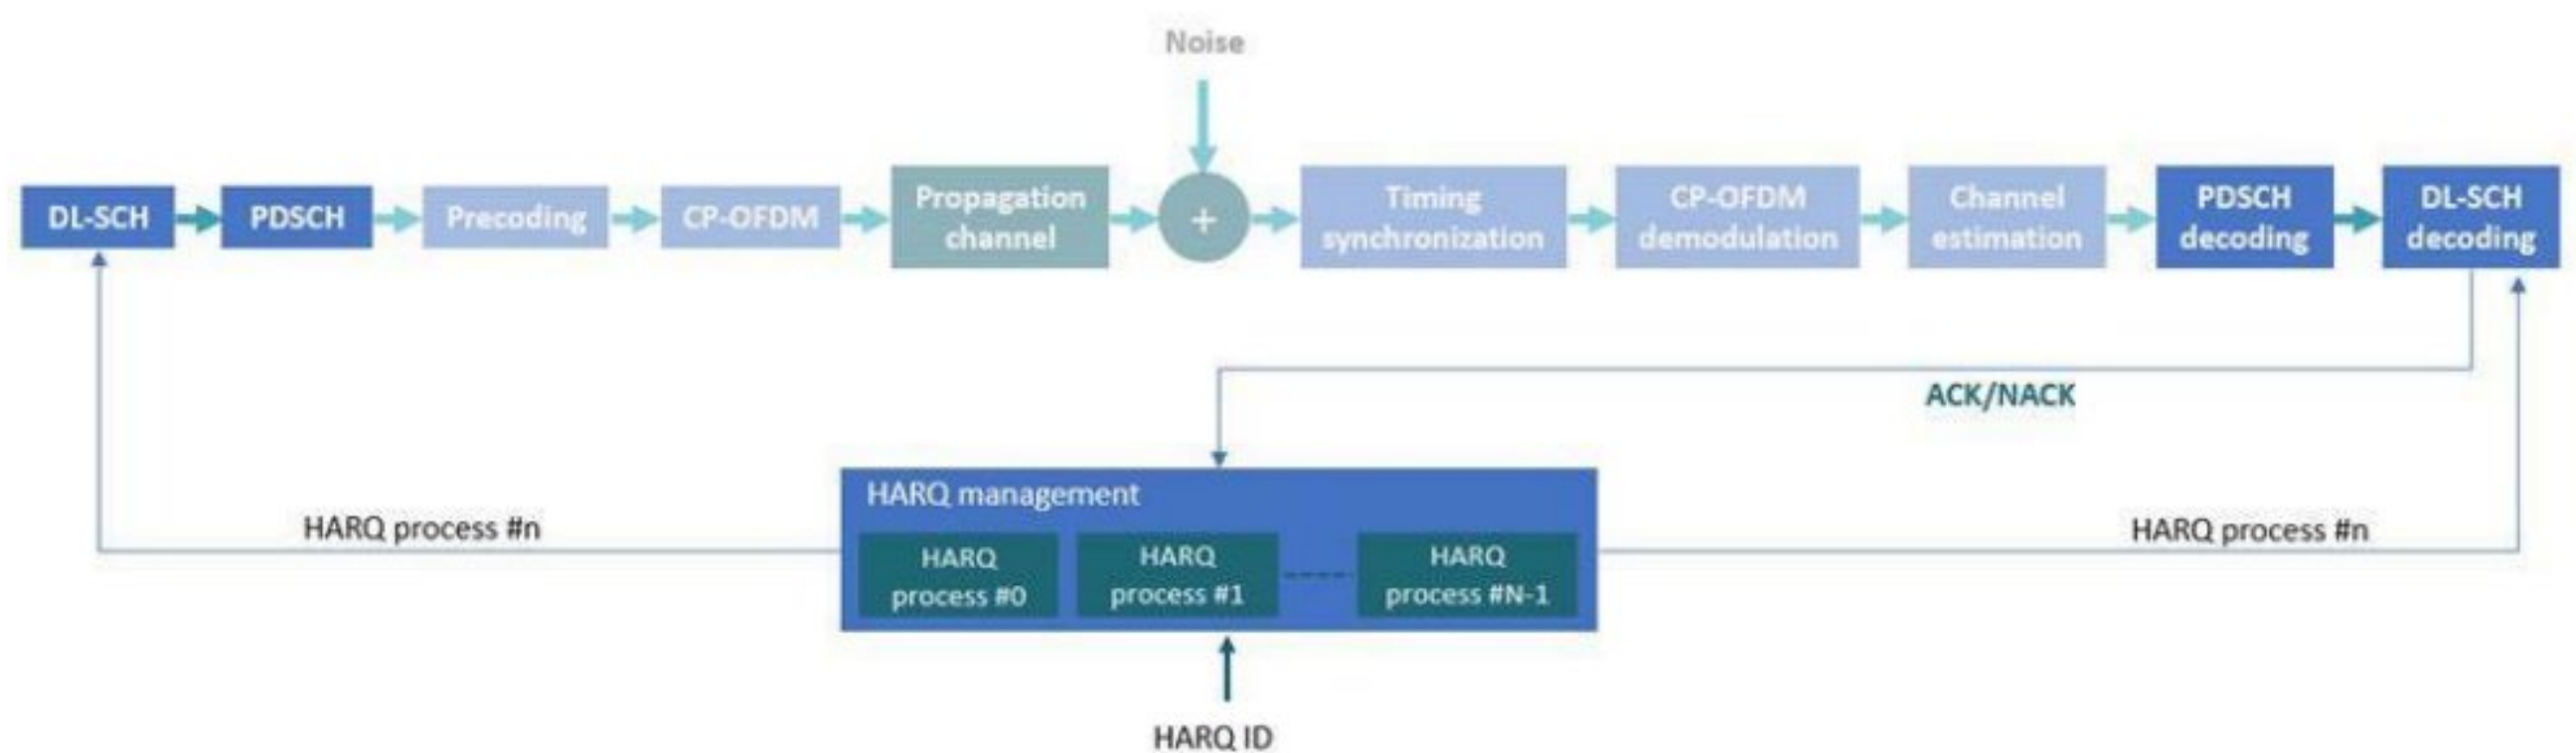 Noise
DL-SCH
PDSCH
Precoding
CP-OFDM
Propagation
channel
+
Timing
synchronization
CP-OFDM
demodulation
Channel
estimation
PDSCH
decoding
DL-SCH
decoding
ACK/NACK
HARQ process #n
HARQ management
HARQ
process #0
HARQ
process #1
HARQ
process #N-1
HARQ process #n
HARQ ID